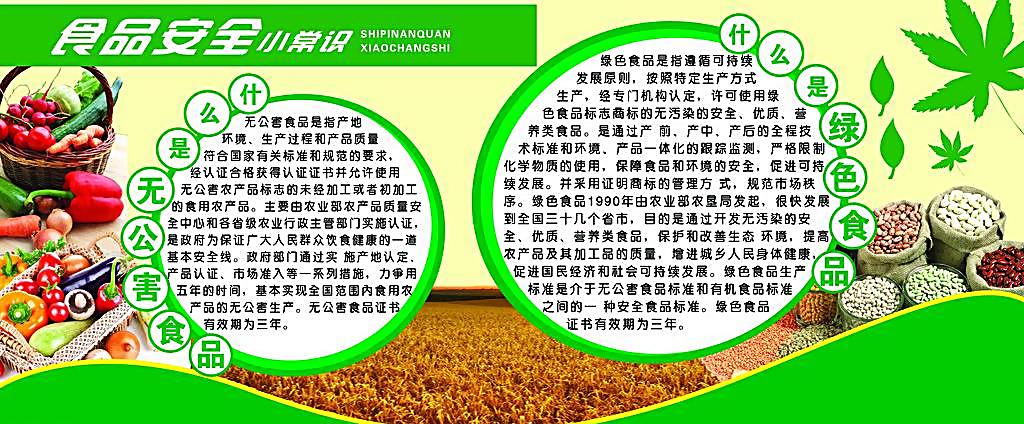 食品安全小常识
SHIPINANQUAN
XIAOCHANGSHI
什么是无公害食品
无公害食品是指产地
环境、生产过程和产品质量
符合国家有关标准和规范的要求，
经认证合格获得认证证书并允许使用
无公害农产品标志的未经加工或者初加工
的食用农产品。主要由农业部农产品质量安
全中心和各省级农业行政主管部门实施认证，
是政府为保证广大人民群众饮食健康的一道
基本安全线。政府部门通过实 施产地认定、
产品认证、市场准入等一系列措施，力争用
五年的时间，基本实现全国范围内食用农
产品的无公害生产。无公害食品证书
有效期为三年。
什么是绿色食品
绿色食品是指遵循可持续
发展原则，按照特定生产方式
生产，经专门机构认定，许可使用绿
色食品标志商标的无污染的安全、优质、营
养类食品。是通过产 前、产中、产后的全程技
术标准和环境、产品一体化的跟踪监测，严格限制
化学物质的使用，保障食品和环境的安全，促进可持
续发展。并采用证明商标的管理方 式，规范市场秩
序。绿色食品1990年由农业部农垦局发起，很快发展
到全国三十几个省市，目的是通过开发无污染的安
全、优质、营养类食品，保护和改善生态 环境，提高
农产品及其加工品的质量，增进城乡人民身体健康，
促进国民经济和社会可持续发展。绿色食品生产
标准是介于无公害食品标准和有机食品标准
之间的一 种安全食品标准。绿色食品
证书有效期为三年。